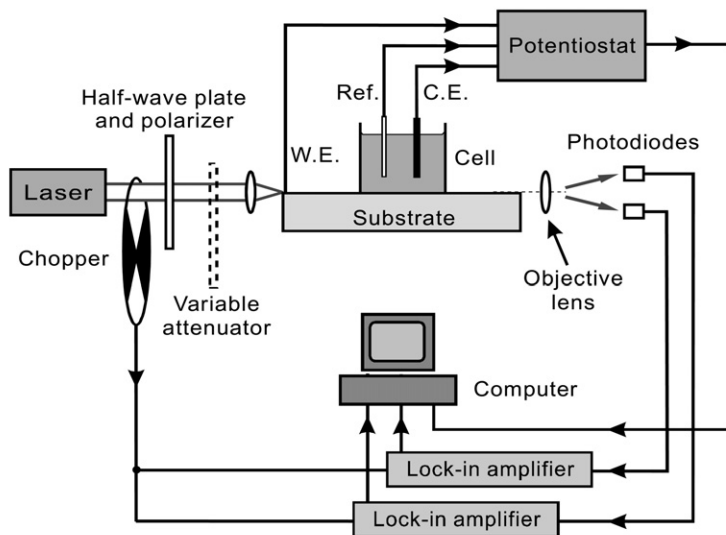 Potentiostat
Half-wave plate
and polarizer
Ref.
C.E.
W.E.
Cell
Photodiodes
Laser
Substrate
Chopper
Variable
attenuator
Objective
lens
Computer
Lock-in amplifier
Lock-in amplifier